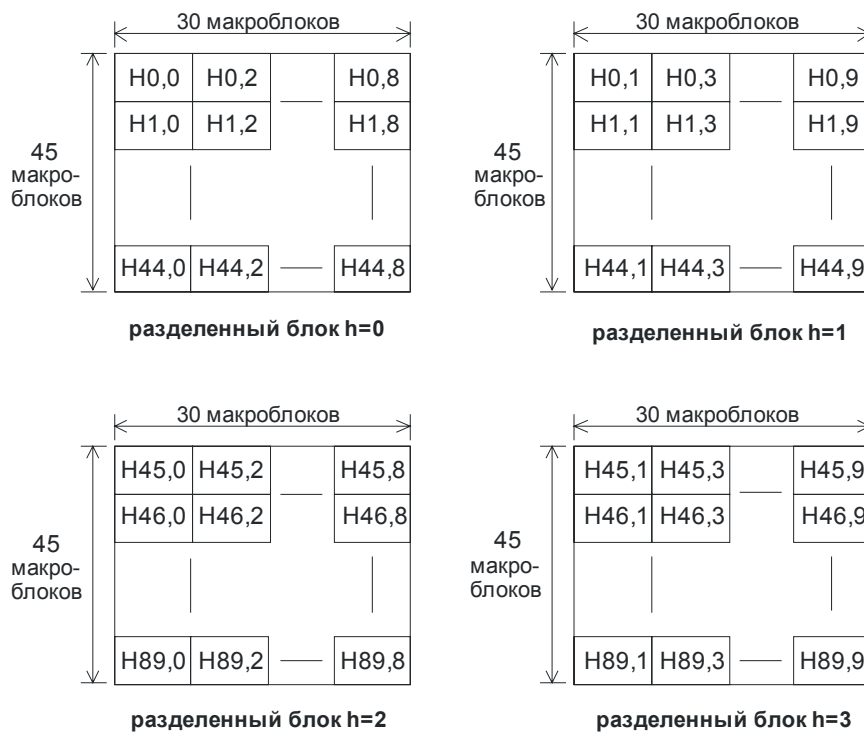 30 макроблоков
45
макро-
блоков
H0,0 H0,2 H0,8
H1,0 H1,2 H1,8
H44,0 H44,2 H44,8
разделенный блок h=0
30 макроблоков
45
макро-
блоков
H0,1 H0,3 H0,9
H1,1 H1,3 H1,9
H44,1 H44,3 H44,9
разделенный блок h=1
30 макроблоков
45
макро-
блоков
H45,0 H45,2 H45,8
H46,0 H46,2 H46,8
H89,0 H89,2 H89,8
разделенный блок h=2
30 макроблоков
45
макро-
блоков
H45,1 H45,3 H45,9
H46,1 H46,3 H46,9
H89,1 H89,3 H89,9
разделенный блок h=3